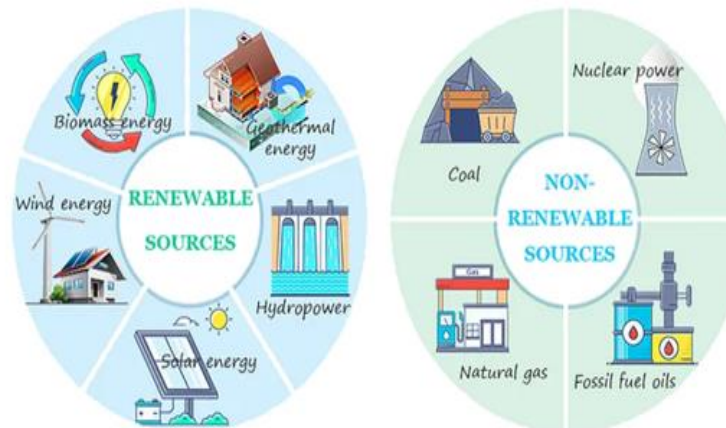 Biomass energy
Geothermal
energy
Wind energy
RENEWABLE
SOURCES
Hydropower
Solar energy
Nuclear power
Coal
NON-
RENEWABLE
SOURCES
Gas
Natural gas
Fossil fuel oils